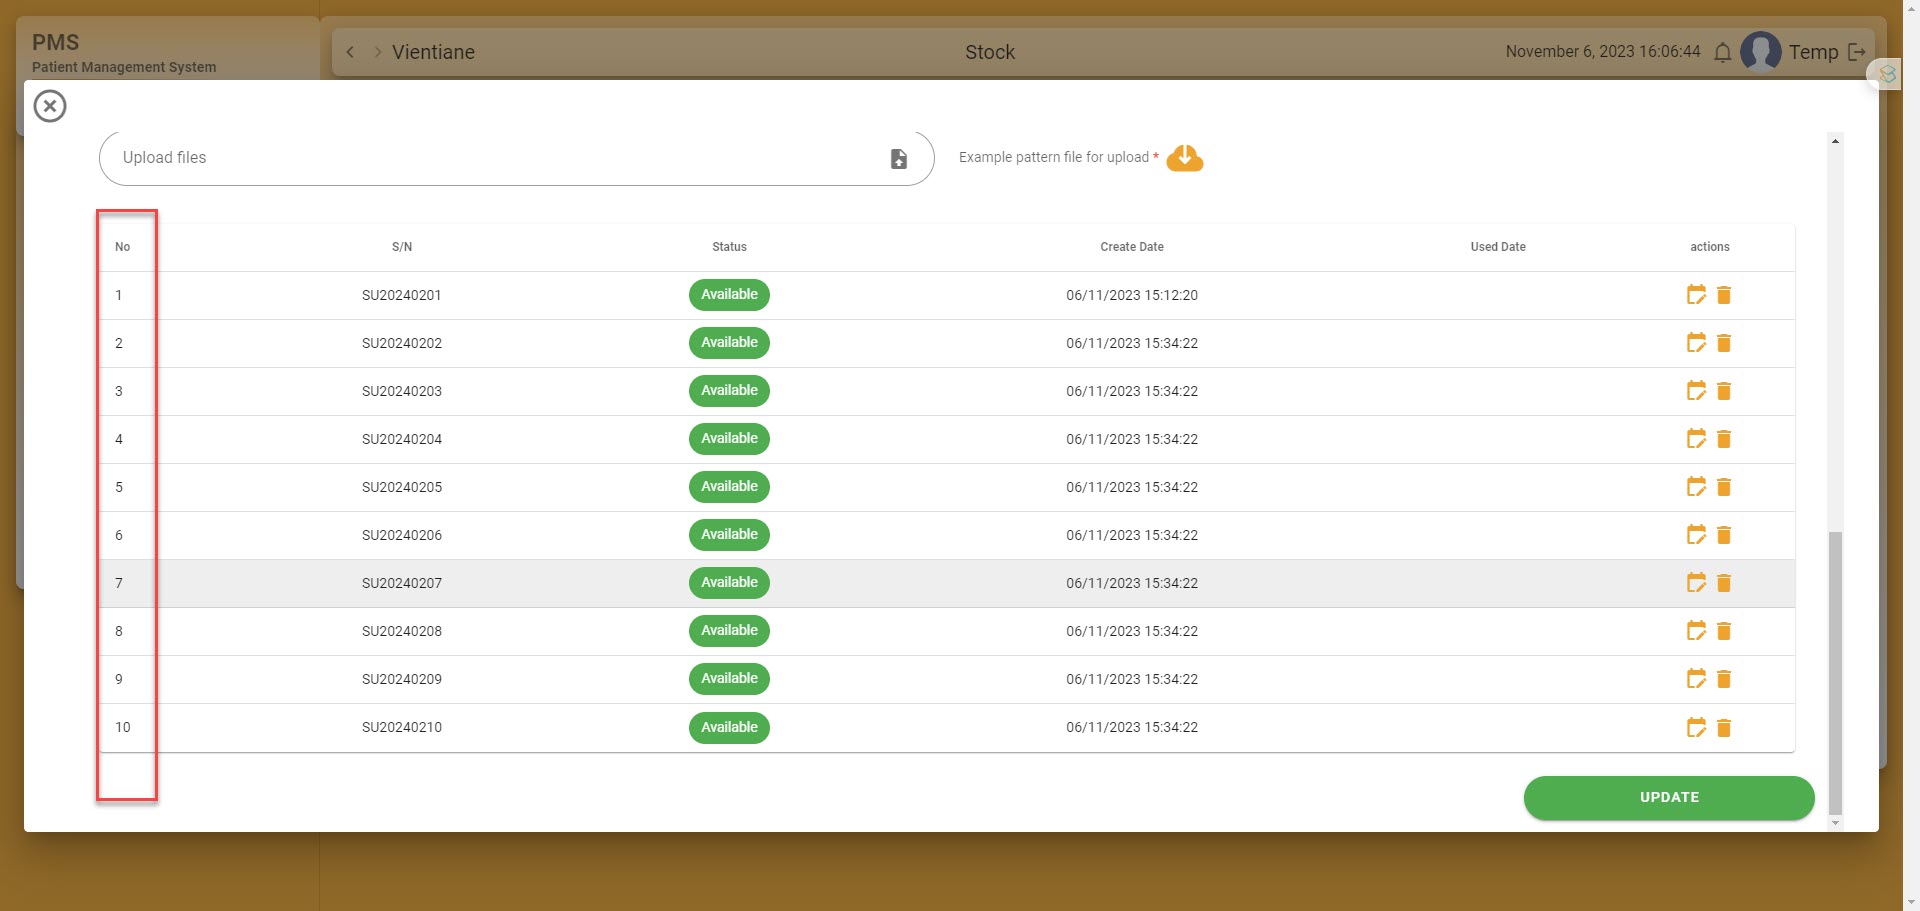 PMS
Patient Management System
Vientiane
Stock
November 6, 2023 16:06:44
Temp
Upload files
Example pattern file for upload *
No S/N Status Create Date Used Date actions
1 SU20240201 Available 06/11/2023 15:12:20
2 SU20240202 Available 06/11/2023 15:34:22
3 SU20240203 Available 06/11/2023 15:34:22
4 SU20240204 Available 06/11/2023 15:34:22
5 SU20240205 Available 06/11/2023 15:34:22
6 SU20240206 Available 06/11/2023 15:34:22
7 SU20240207 Available 06/11/2023 15:34:22
8 SU20240208 Available 06/11/2023 15:34:22
9 SU20240209 Available 06/11/2023 15:34:22
10 SU20240210 Available 06/11/2023 15:34:22
UPDATE